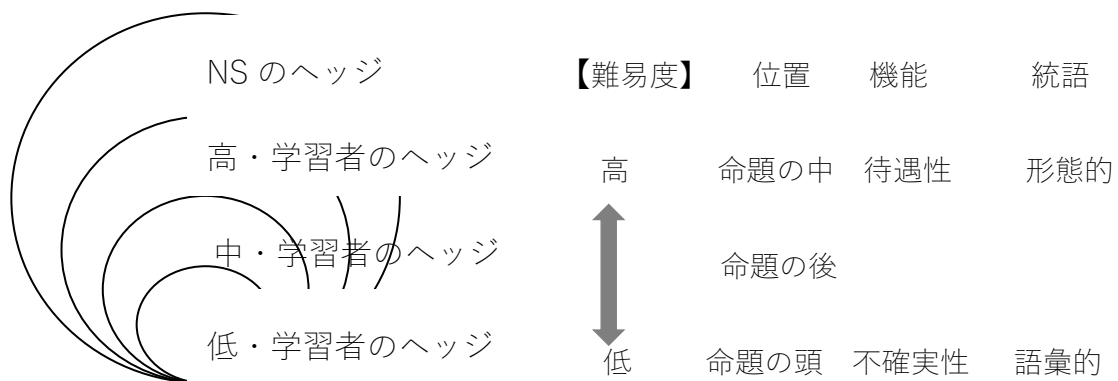 NS のヘッジ 【難易度】 位置 機能 統語
高・学習者のヘッジ 高 命題の中 待遇性 形態的
中・学習者のヘッジ 命題の後
低・学習者のヘッジ 低 命題の頭 不確実性 語彙的